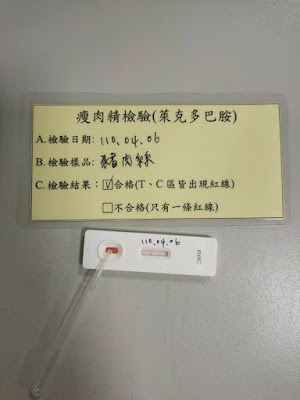 瘦肉精檢驗(萊克多巴胺)
A.檢驗日期: 110.04.06
B.檢驗樣品: 豬肉絲
C.檢驗結果: ☑合格(T、C區皆出現紅線)
□不合格(只有一條紅線)
110.04.06
RAC